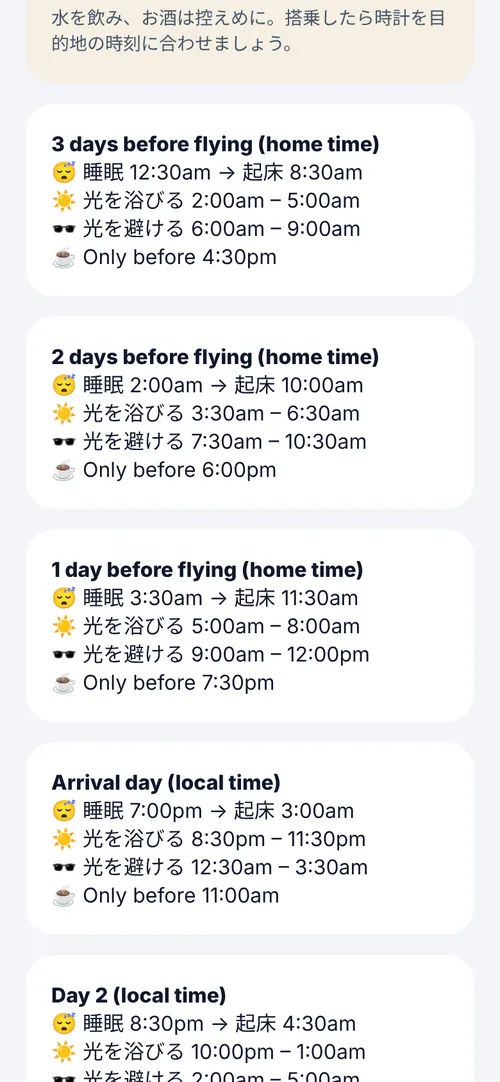 水を飲み、お酒は控えめに。搭乗したら時計を目
的地の時刻に合わせましょう。
3 days before flying (home time)
😴 睡眠 12:30am → 起床 8:30am
☀️ 光を浴びる 2:00am – 5:00am
🕶️ 光を避ける 6:00am – 9:00am
☕ Only before 4:30pm
2 days before flying (home time)
😴 睡眠 2:00am → 起床 10:00am
☀️ 光を浴びる 3:30am – 6:30am
🕶️ 光を避ける 7:30am – 10:30am
☕ Only before 6:00pm
1 day before flying (home time)
😴 睡眠 3:30am → 起床 11:30am
☀️ 光を浴びる 5:00am – 8:00am
🕶️ 光を避ける 9:00am – 12:00pm
☕ Only before 7:30pm
Arrival day (local time)
😴 睡眠 7:00pm → 起床 3:00am
☀️ 光を浴びる 8:30pm – 11:30pm
🕶️ 光を避ける 12:30am – 3:30am
☕ Only before 11:00am
Day 2 (local time)
😴 睡眠 8:30pm → 起床 4:30am
☀️ 光を浴びる 10:00pm – 1:00am
🕶️ 光を避ける 2:00am – 5:00am